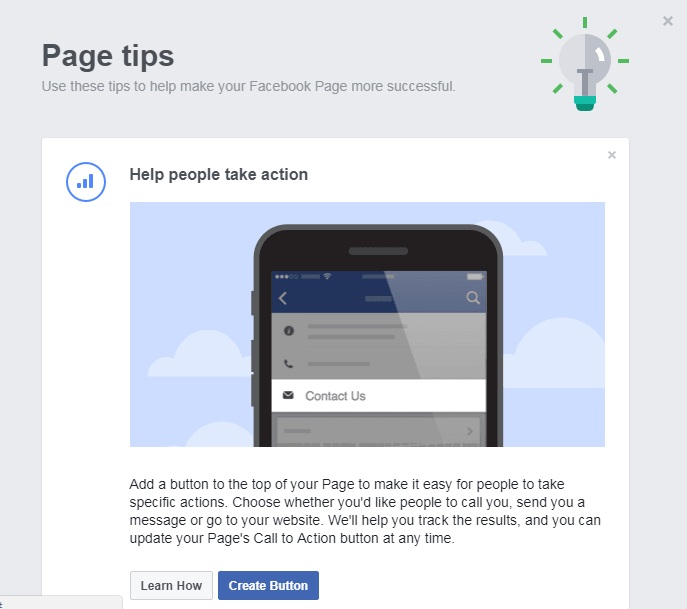 Page tips
Use these tips to help make your Facebook Page more successful.
Help people take action
Contact Us
Add a button to the top of your Page to make it easy for people to take
specific actions. Choose whether you'd like people to call you, send you a
message or go to your website. We'll help you track the results, and you can
update your Page's Call to Action button at any time.
Learn How
Create Button